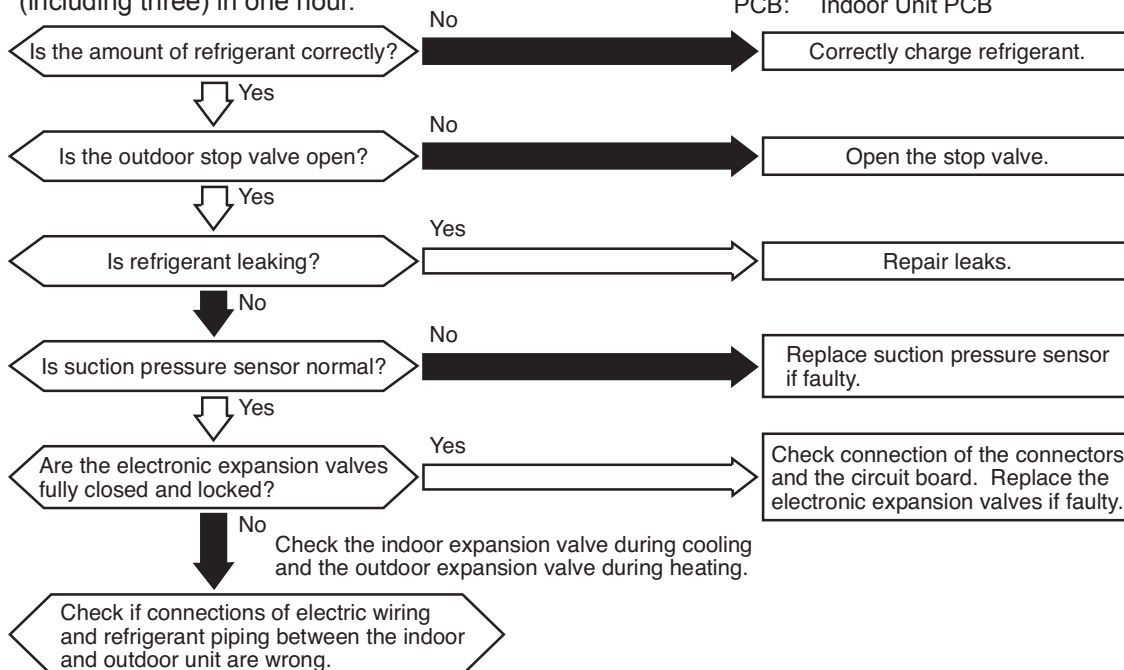 (including three) in one hour.
PCB: Indoor Unit PCB
No
Is the amount of refrigerant correctly?
Correctly charge refrigerant.
Yes
No
Is the outdoor stop valve open?
Open the stop valve.
Yes
Yes
Is refrigerant leaking?
Repair leaks.
No
No
Is suction pressure sensor normal?
Replace suction pressure sensor
if faulty.
Yes
Yes
Are the electronic expansion valves
fully closed and locked?
Check connection of the connectors
and the circuit board. Replace the
electronic expansion valves if faulty.
No
Check the indoor expansion valve during cooling
and the outdoor expansion valve during heating.
Check if connections of electric wiring
and refrigerant piping between the indoor
and outdoor unit are wrong.